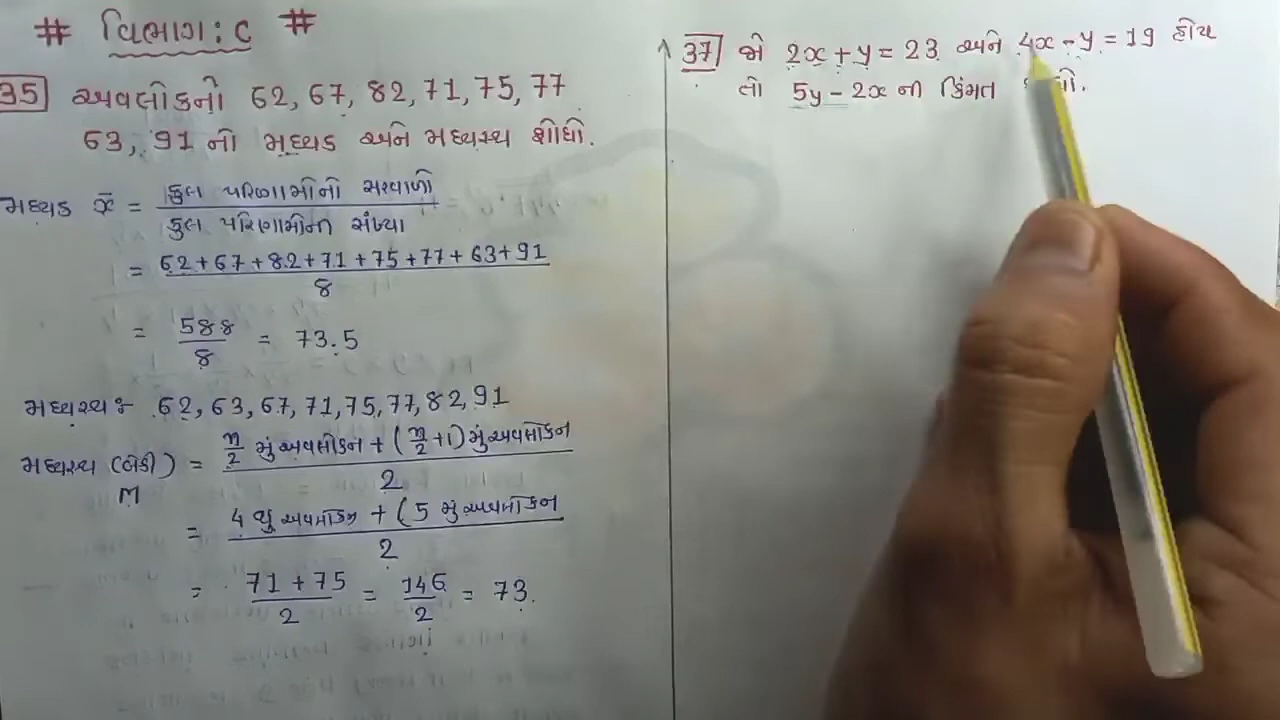 # વિભાગ: C #
35 અવલોકનો 62, 67, 82, 71, 75, 77
63, 91 નો મધ્યક અને મધ્યસ્થ શોધો.
મધ્યક x̄ = કુલ પરિણામોનો સરવાળો
કુલ પરિણામોની સંખ્યા
= 62+67+82+71+75+77+63+91
8
= 588
8
= 73.5
મધ્યસ્થ :- 62, 63, 67, 71, 75, 77, 82, 91
મધ્યસ્થ (બેકી) M = n/2 મું અવલોકન + (n/2 +1) મું અવલોકન
2
= 4 થુ અવલોકન + (5 મું અવલોકન
2
= 71 + 75
2
= 146
2
= 73.
37 જો 2x + y = 23 અને 4x - y = 19 હોય
તો 5y - 2x ની કિંમત